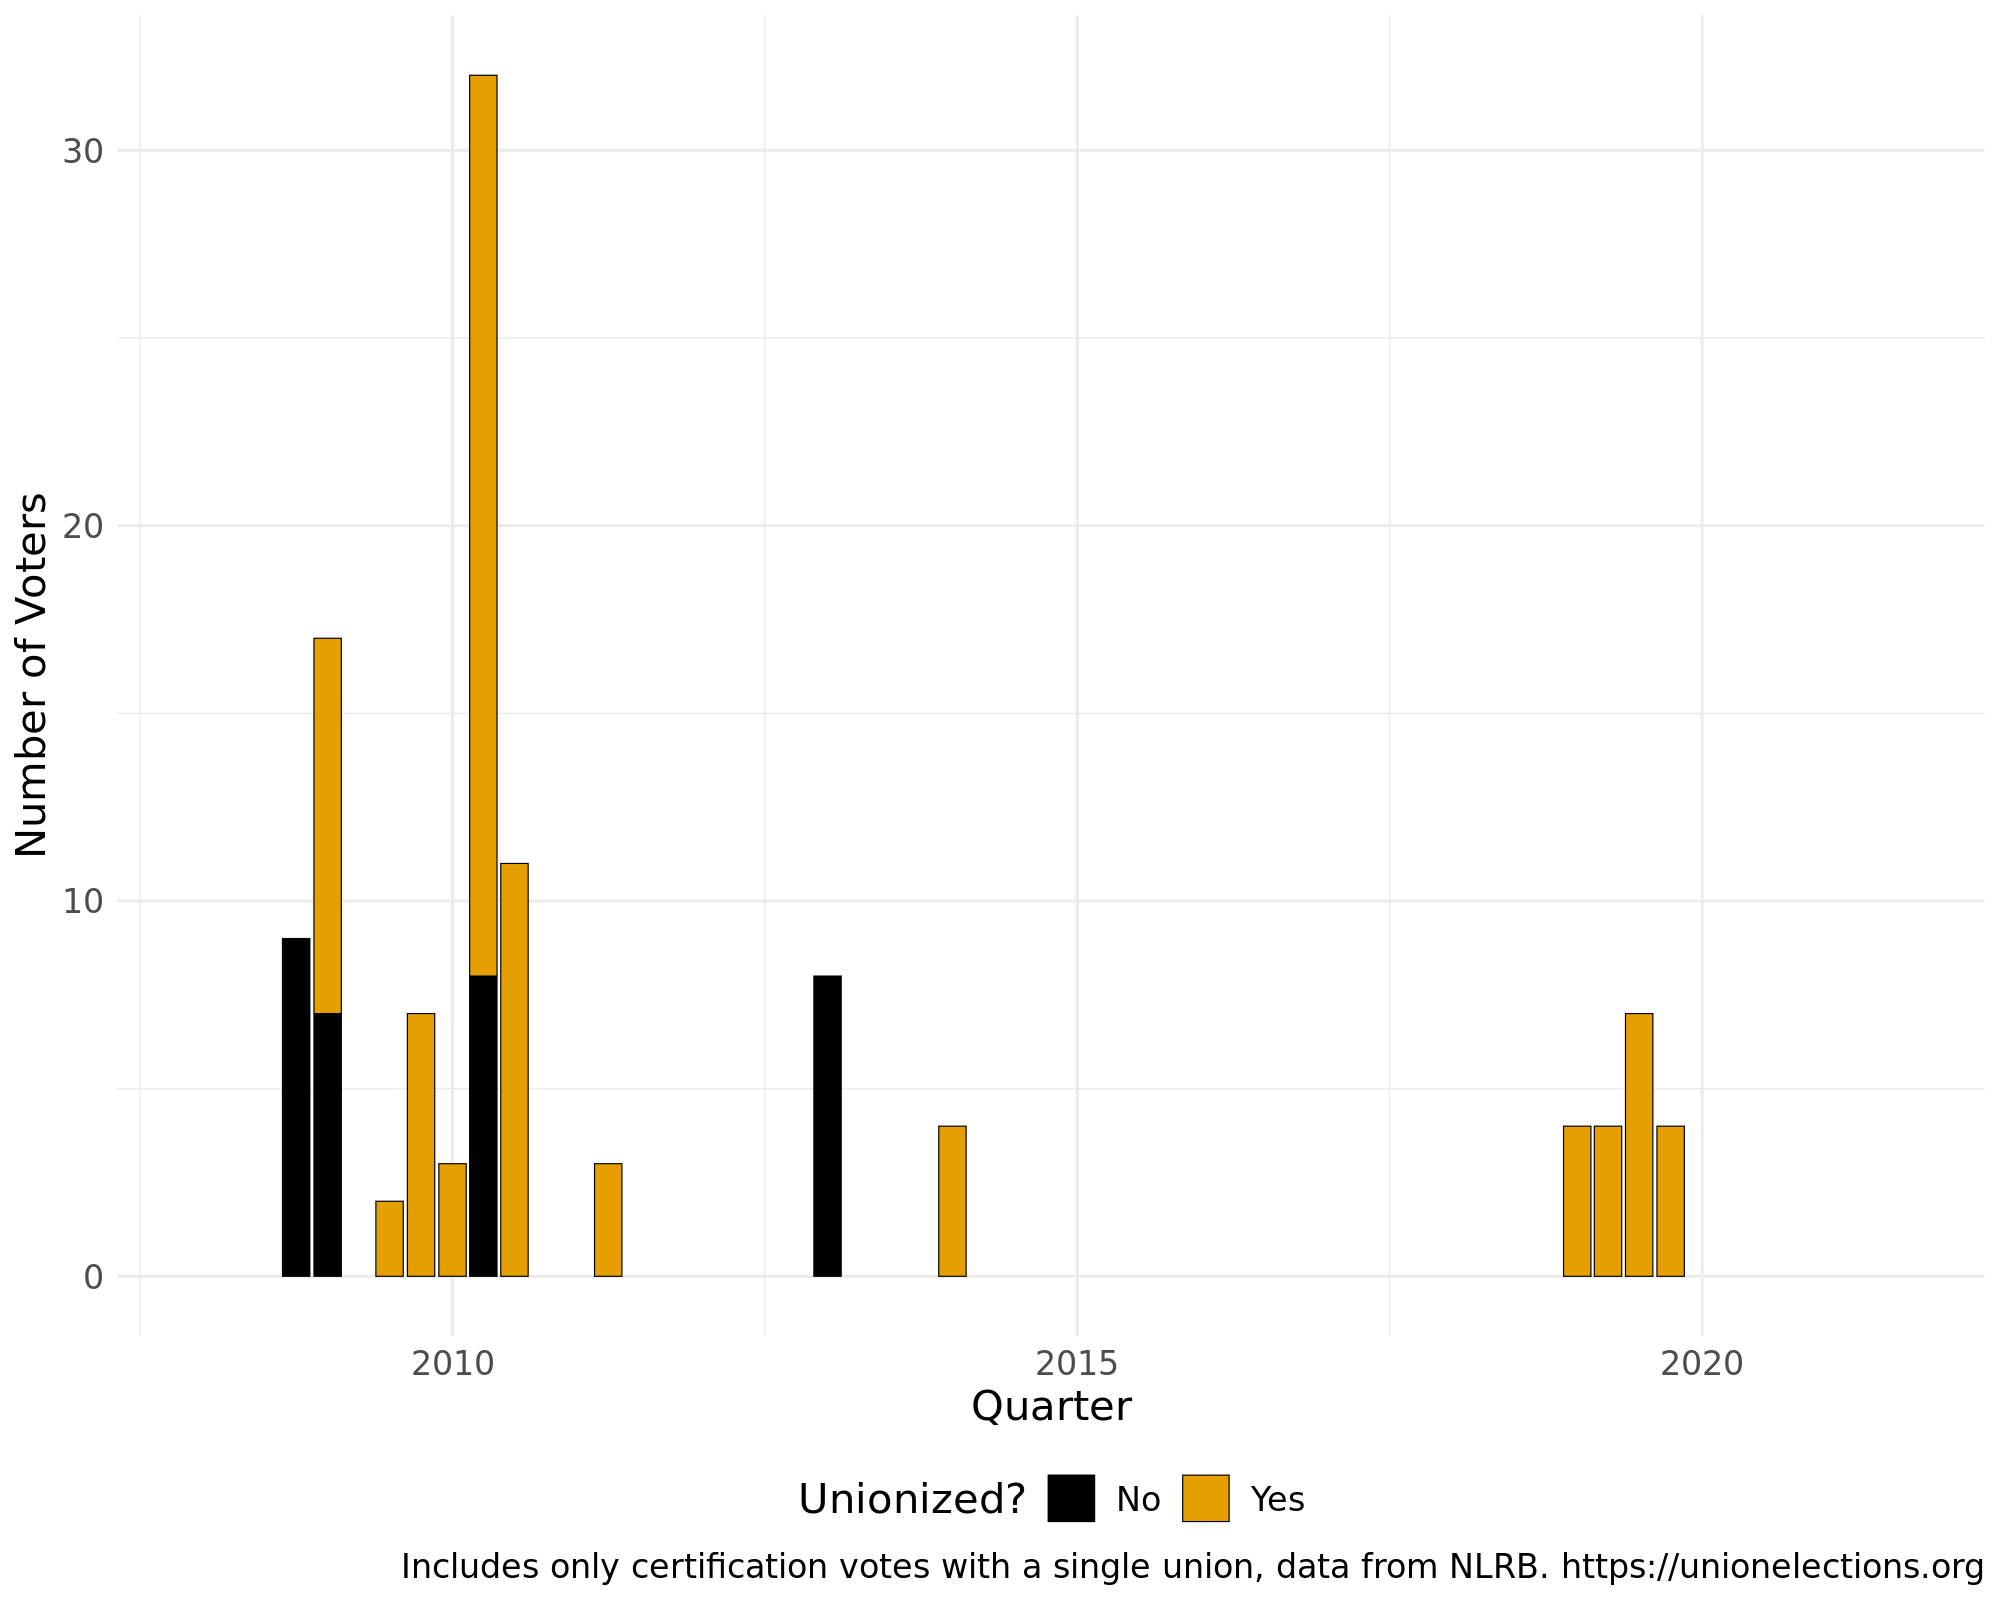 Number of Voters
30
20
10
0
2010 2015 2020
Quarter
Unionized? No Yes
Includes only certification votes with a single union, data from NLRB. https://unionelections.org